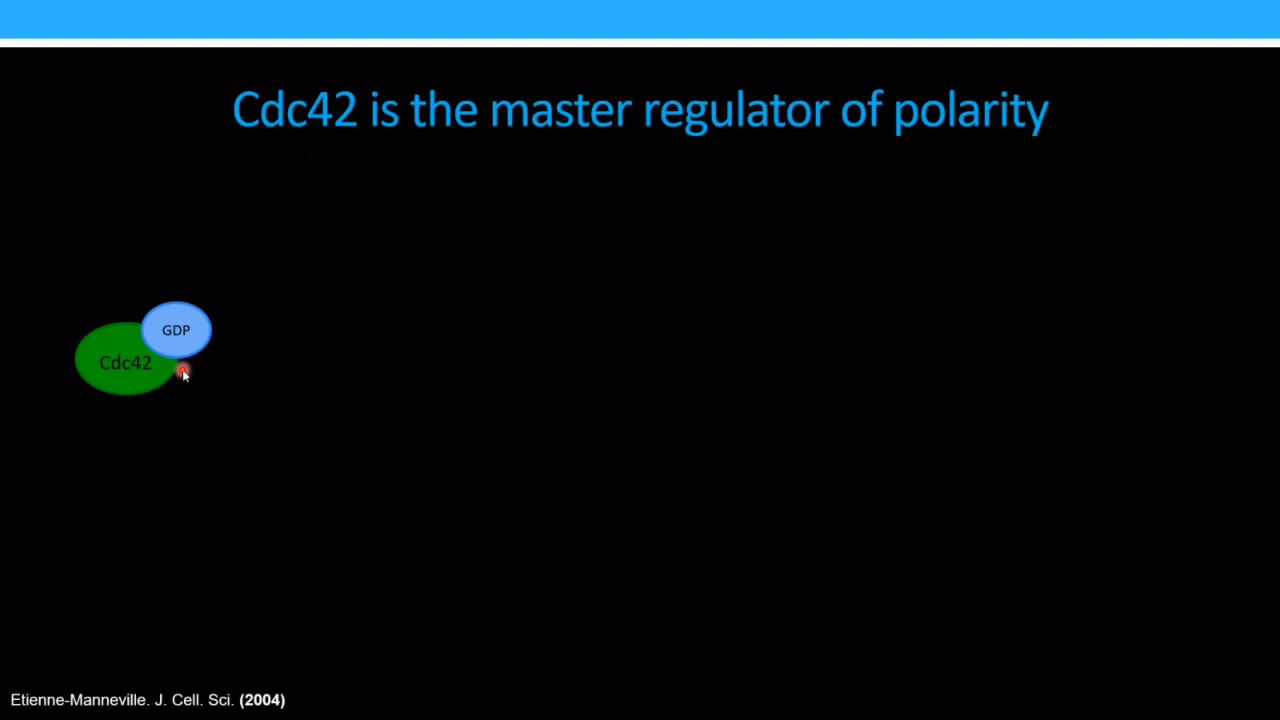 Cdc42 is the master regulator of polarity
GDP
Cdc42
Etienne-Manneville. J. Cell. Sci. (2004)